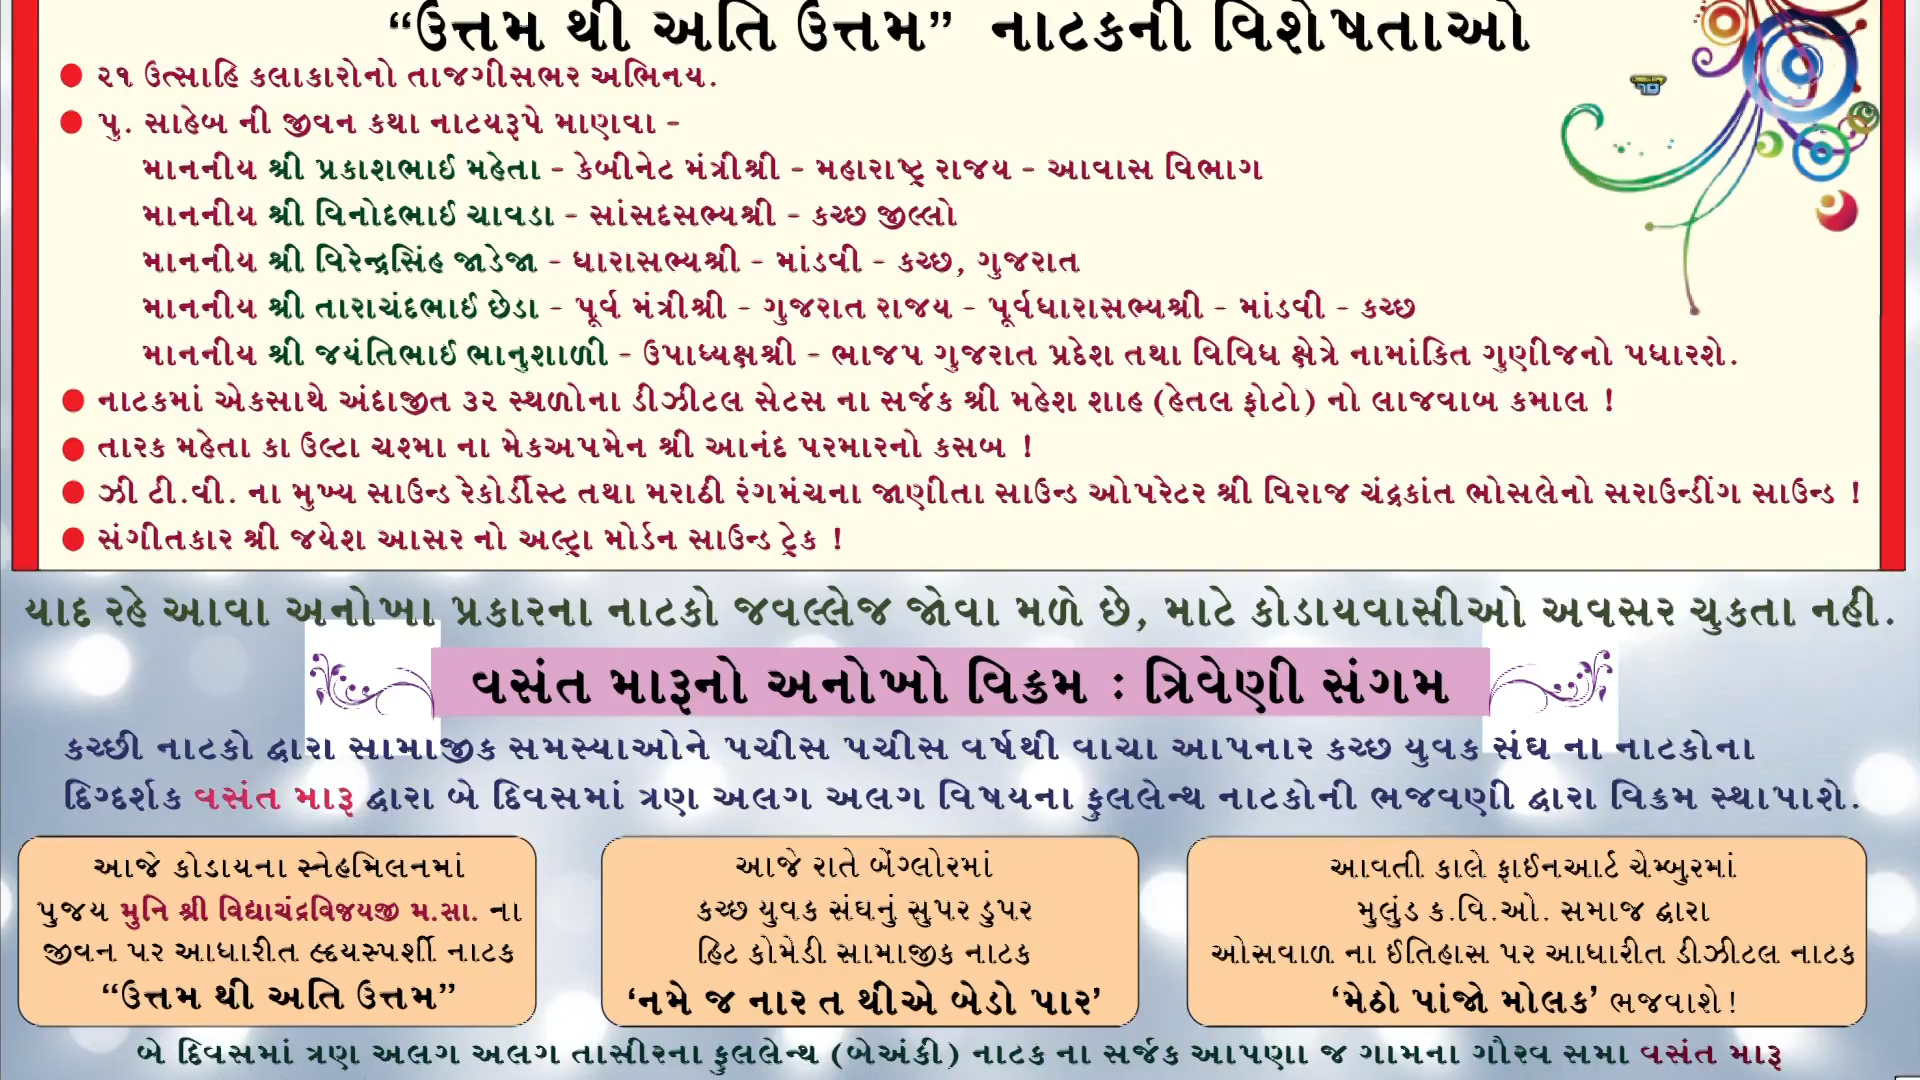 “ઉત્તમ થી અતિ ઉત્તમ” નાટકની વિશેષતાઓ
૨૧ ઉત્સાહિ કલાકારોનો તાજગીસભર અભિનય.
પુ. સાહેબ ની જીવન કથા નાટયરૂપે માણવા -
માનનીય શ્રી પ્રકાશભાઈ મહેતા - કેબીનેટ મંત્રીશ્રી - મહારાષ્ટ્ર રાજય - આવાસ વિભાગ
માનનીય શ્રી વિનોદભાઈ ચાવડા - સાંસદસભ્યશ્રી - કચ્છ જીલ્લો
માનનીય શ્રી વિરેન્દ્રસિંહ જાડેજા - ધારાસભ્યશ્રી - માંડવી - કચ્છ, ગુજરાત
માનનીય શ્રી તારાચંદભાઈ છેડા - પૂર્વ મંત્રીશ્રી - ગુજરાત રાજય - પૂર્વધારાસભ્યશ્રી - માંડવી - કચ્છ
માનનીય શ્રી જયંતિભાઈ ભાનુશાળી - ઉપાધ્યક્ષશ્રી - ભાજપ ગુજરાત પ્રદેશ તથા વિવિધ ક્ષેત્રે નામાંકિત ગુણીજનો પધારશે.
નાટકમાં એકસાથે અંદાજીત ૩૨ સ્થળોના ડીઝીટલ સેટસ ના સર્જક શ્રી મહેશ શાહ (હેતલ ફોટો) નો લાજવાબ કમાલ !
તારક મહેતા કા ઉલ્ટા ચશ્મા ના મેકઅપમેન શ્રી આનંદ પરમારનો કસબ !
ઝી ટી.વી. ના મુખ્ય સાઉન્ડ રેકોર્ડીસ્ટ તથા મરાઠી રંગમંચના જાણીતા સાઉન્ડ ઓપરેટર શ્રી વિરાજ ચંદ્રકાંત ભોસલેનો સરાઉન્ડીંગ સાઉન્ડ !
સંગીતકાર શ્રી જયેશ આસર નો અલ્ટ્રા મોર્ડન સાઉન્ડ ટ્રેક !
યાદ રહે આવા અનોખા પ્રકારના નાટકો જવલ્લેજ જોવા મળે છે, માટે કોડાયવાસીઓ અવસર ચુકતા નહી.
વસંત મારૂનો અનોખો વિક્રમ : ત્રિવેણી સંગમ
કચ્છી નાટકો દ્વારા સામાજીક સમસ્યાઓને પચીસ પચીસ વર્ષથી વાચા આપનાર કચ્છ યુવક સંઘ ના નાટકોના
દિગ્દર્શક વસંત મારૂ દ્વારા બે દિવસમાં ત્રણ અલગ અલગ વિષયના ફુલલેન્થ નાટકોની ભજવણી દ્વારા વિક્રમ સ્થાપાશે.
આજે કોડાયના સ્નેહમિલનમાં
પુજય મુનિ શ્રી વિદ્યાચંદ્રવિજયજી મ.સા. ના
જીવન પર આધારીત હ્દયસ્પર્શી નાટક
“ઉત્તમ થી અતિ ઉત્તમ”
આજે રાતે બેંગ્લોરમાં
કચ્છ યુવક સંઘનું સુપર ડુપર
હિટ કોમેડી સામાજીક નાટક
‘નમે જ નાર ત થીએ બેડો પાર’
આવતી કાલે ફાઈનઆર્ટ ચેમ્બુરમાં
મુલુંડ ક.વિ.ઓ. સમાજ દ્વારા
ઓસવાળ ના ઈતિહાસ પર આધારીત ડીઝીટલ નાટક
‘મેઠો પાંજો મોલક’ ભજવાશે!
બે દિવસમાં ત્રણ અલગ અલગ તાસીરના ફુલલેન્થ (બેઅંકી) નાટક ના સર્જક આપણા જ ગામના ગૌરવ સમા વસંત મારૂ